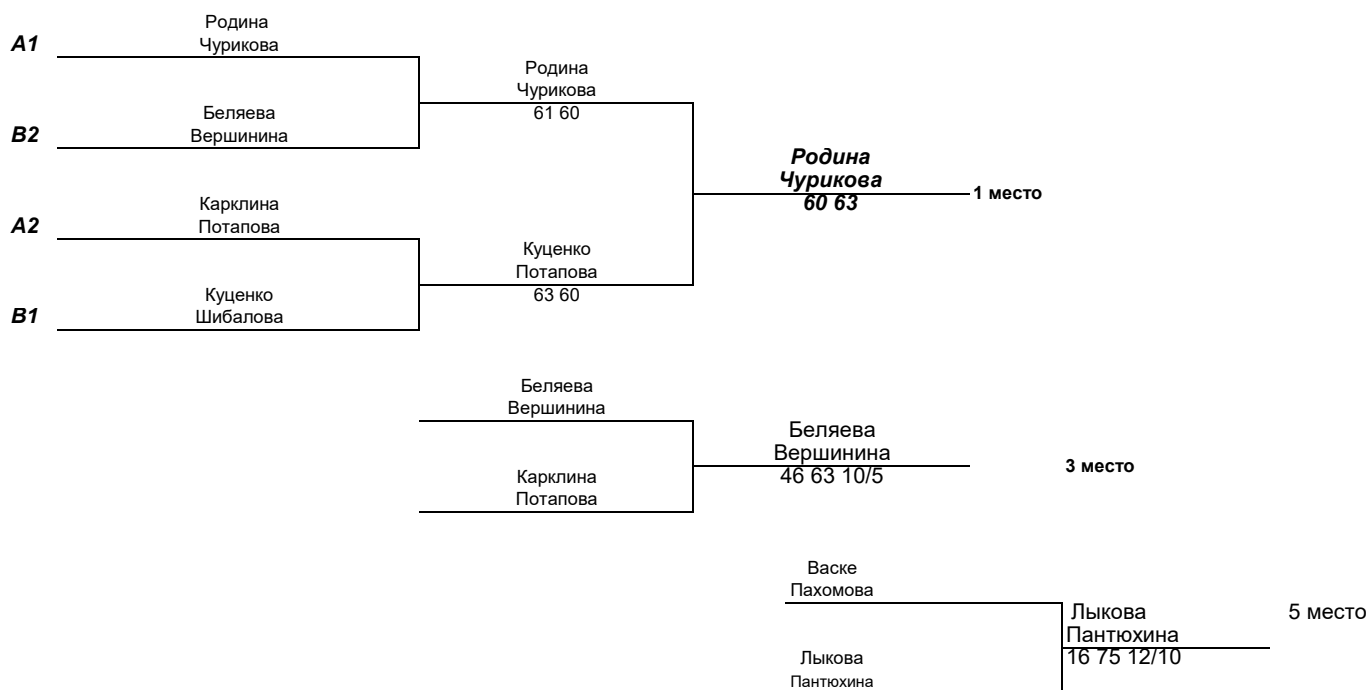 A1
Родина
Чурикова
B2
Беляева
Вершинина
A2
Карклина
Потапова
B1
Куценко
Шибалова
Родина
Чурикова
61 60
Куценко
Потапова
63 60
Родина
Чурикова
60 63
1 место
Беляева
Вершинина
Карклина
Потапова
Беляева
Вершинина
46 63 10/5
3 место
Васке
Пахомова
Лыкова
Пантюхина
Лыкова
Пантюхина
16 75 12/10
5 место